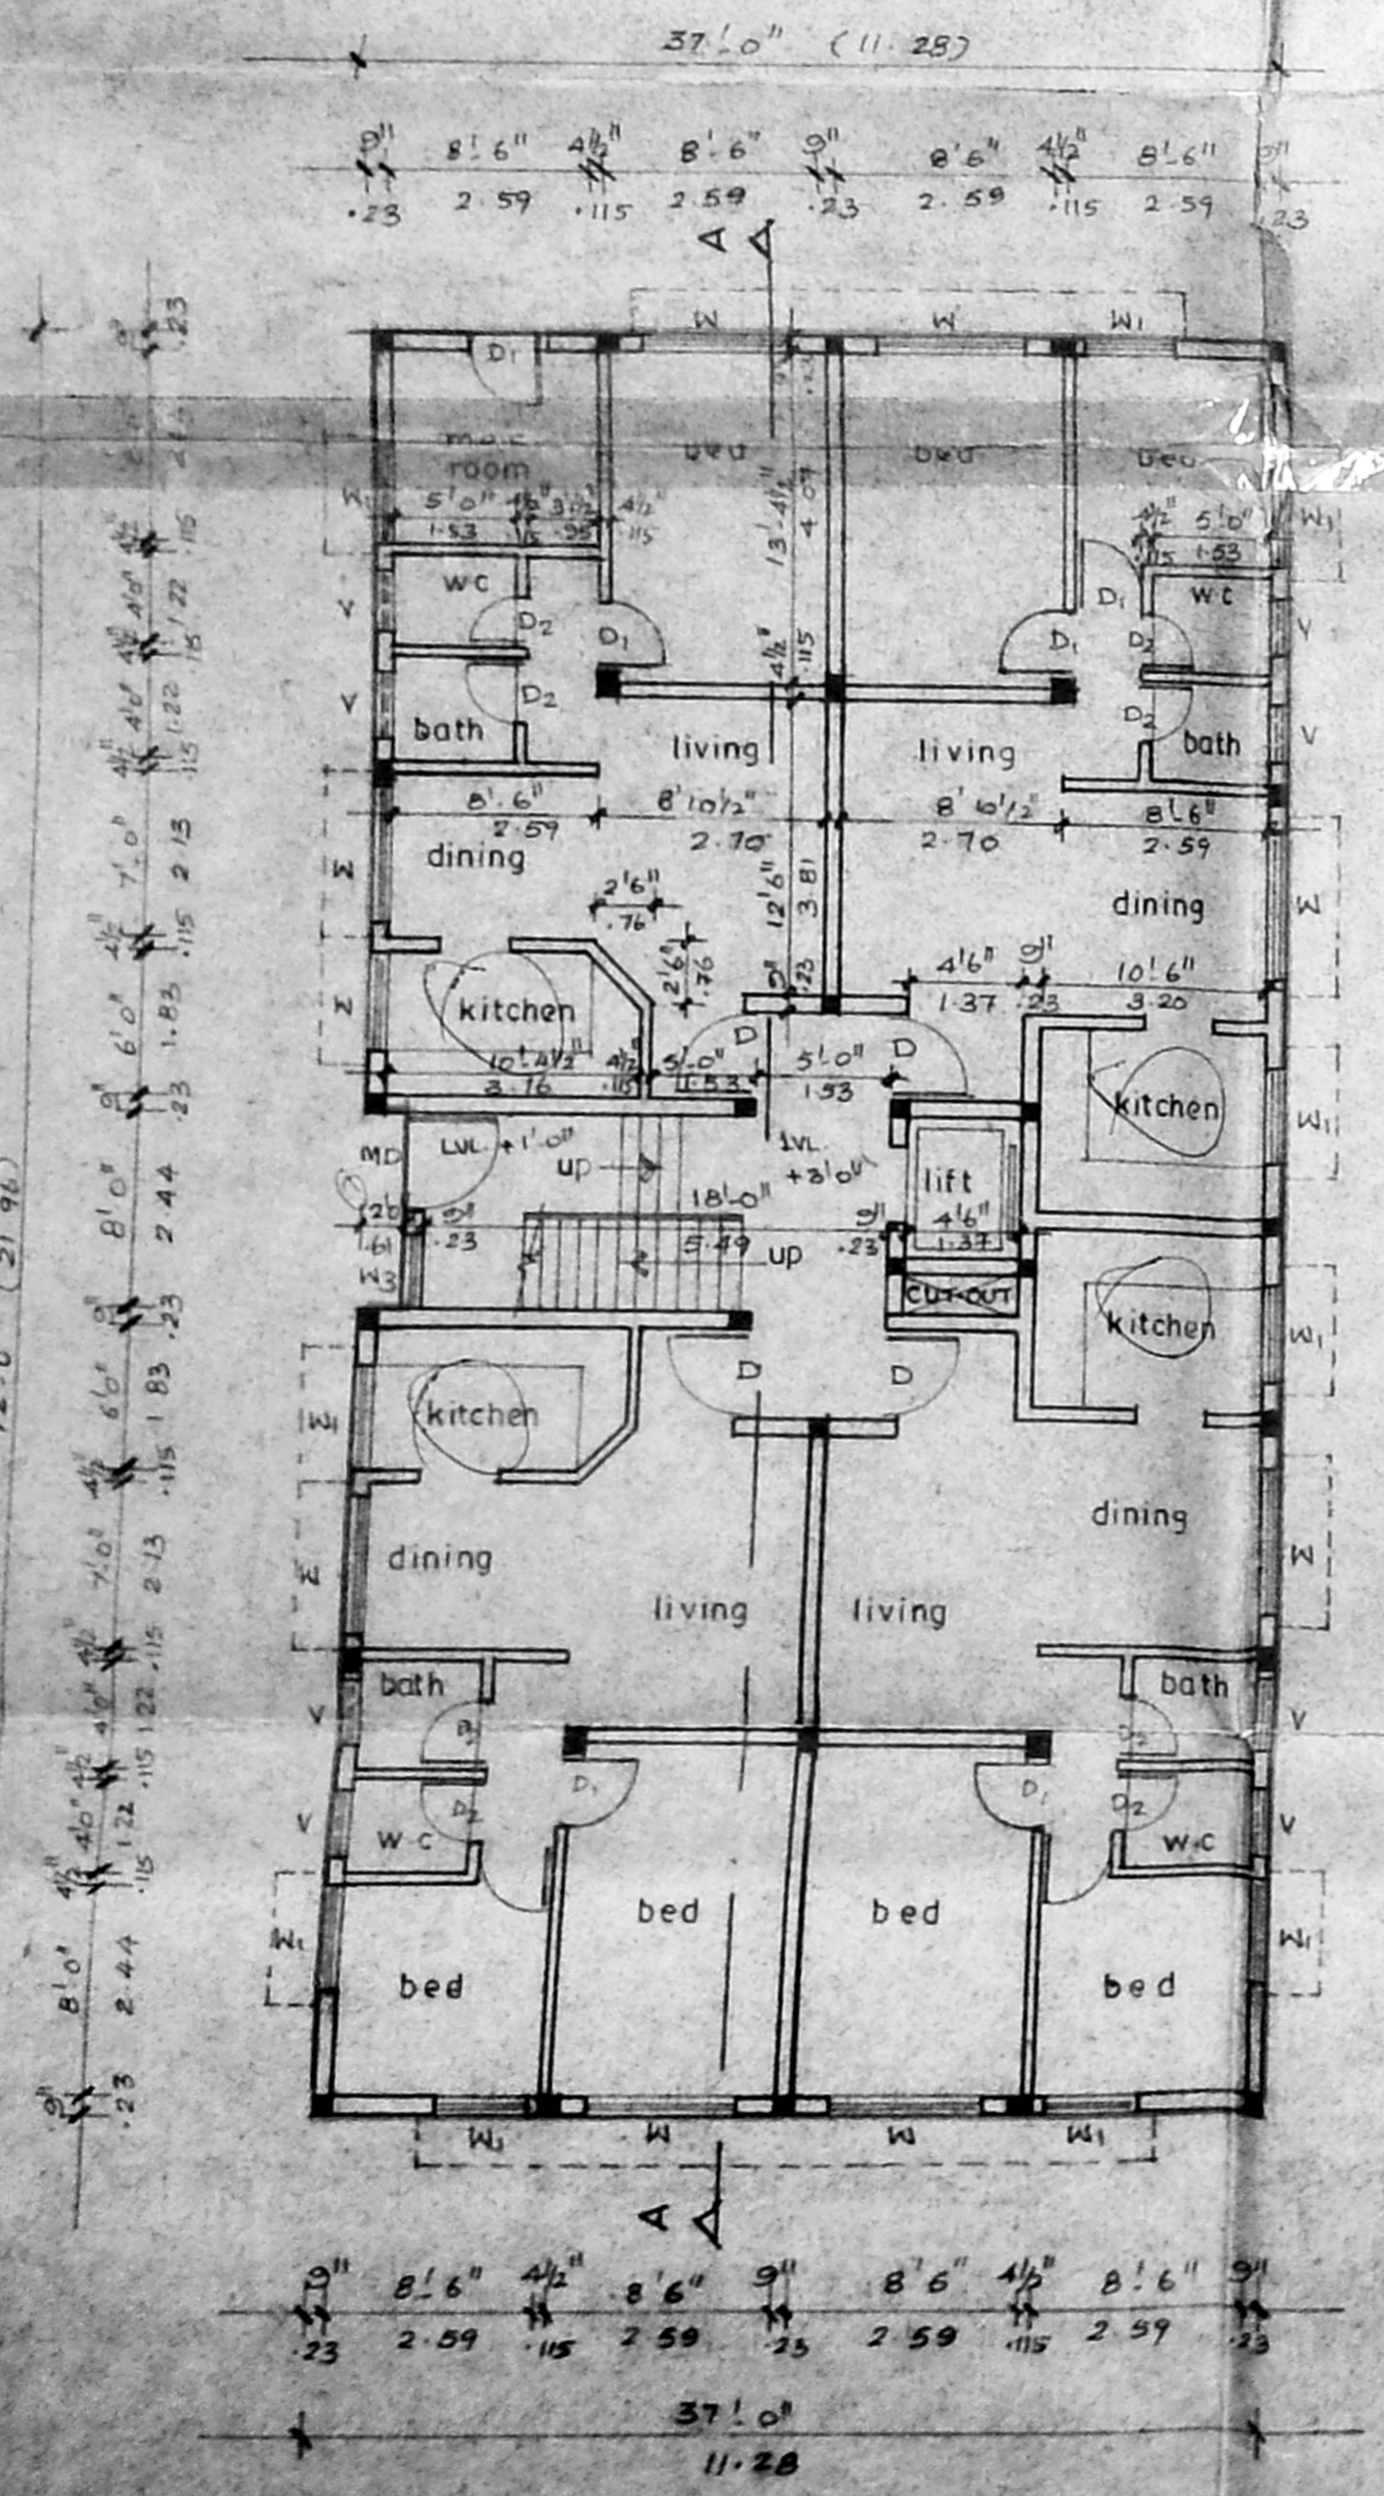 37'-0" (11.28)
9" 8'-6" 4½" 8'-6" 9" 8'6" 4½" 8'-6" 9"
.23 2.59 .115 2.59 .23 2.59 .115 2.59 .23
A
W W W1
D1
.23
9"
.23
room bed bed bed
W1 5'0" 4½" 3'1½" 4½" 13'-4½" 4.07 4½" 5'-0" W1
1.53 .115 .95 .115 .115 1.53
4½" .115
wc D1 wc
V 4'0" 1.22 D2 D1 4½" .115 D1 D2 V
4½" .115
V 4'0" 1.22 D2 D2 V
bath living living bath
4½" .115
8'-6" 8'10½" 8'10½" 8'-6"
2.59 2.70 2.70 2.59
7'-0" 2.13
W dining 2'6" 12'6" 3.81 dining W
.76
4½" .115
2'6" .76 9" .23 4'6" 9" 10'-6"
1.37 .23 3.20
6'0" 1.83 W kitchen D D
10'-4½" 4½" 5'-0" 5'-0"
3.16 .115 1.53 1.53
9" .23 kitchen W1
MD LVL. +1'-0" LVL.
+3'0"
up lift
8'0" 2.44
18'-0"
9" 9" 4'6"
1.61 .23 5.49 up .23 1.37
W3
CUT-OUT
9" .23 kitchen W1
6'0" 1.83 D D
W kitchen
4½" .115
dining
7'-0" 2.13 W dining W
living living
4½" .115
bath bath
V 4'0" 1.22 D2 V
4½" .115
D1 D1
V 4'0" 1.22 D2 D2 V
wc wc
4½" .115
bed bed
W1 8'0" 2.44 W1
bed bed
9" .23
W1 W W W1
A
9" 8'-6" 4½" 8'6" 9" 8'6" 4½" 8'-6" 9"
.23 2.59 .115 2.59 .23 2.59 .115 2.59 .23
37'-0"
11.28